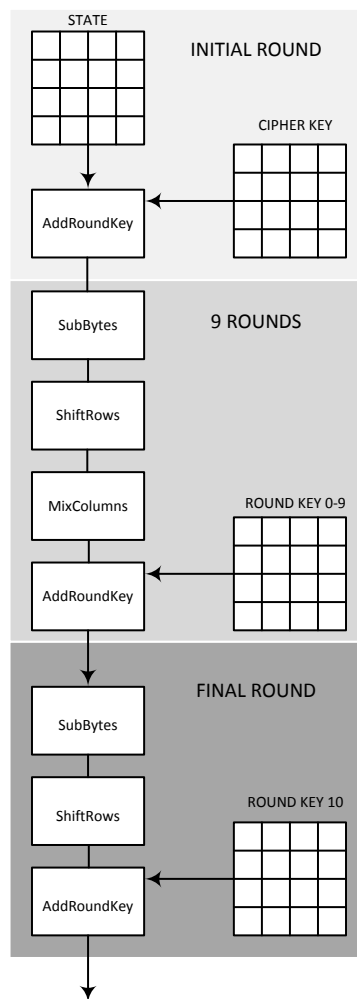 STATE
INITIAL ROUND
CIPHER KEY
AddRoundKey
SubBytes
9 ROUNDS
ShiftRows
MixColumns
ROUND KEY 0-9
AddRoundKey
FINAL ROUND
SubBytes
ShiftRows
ROUND KEY 10
AddRoundKey